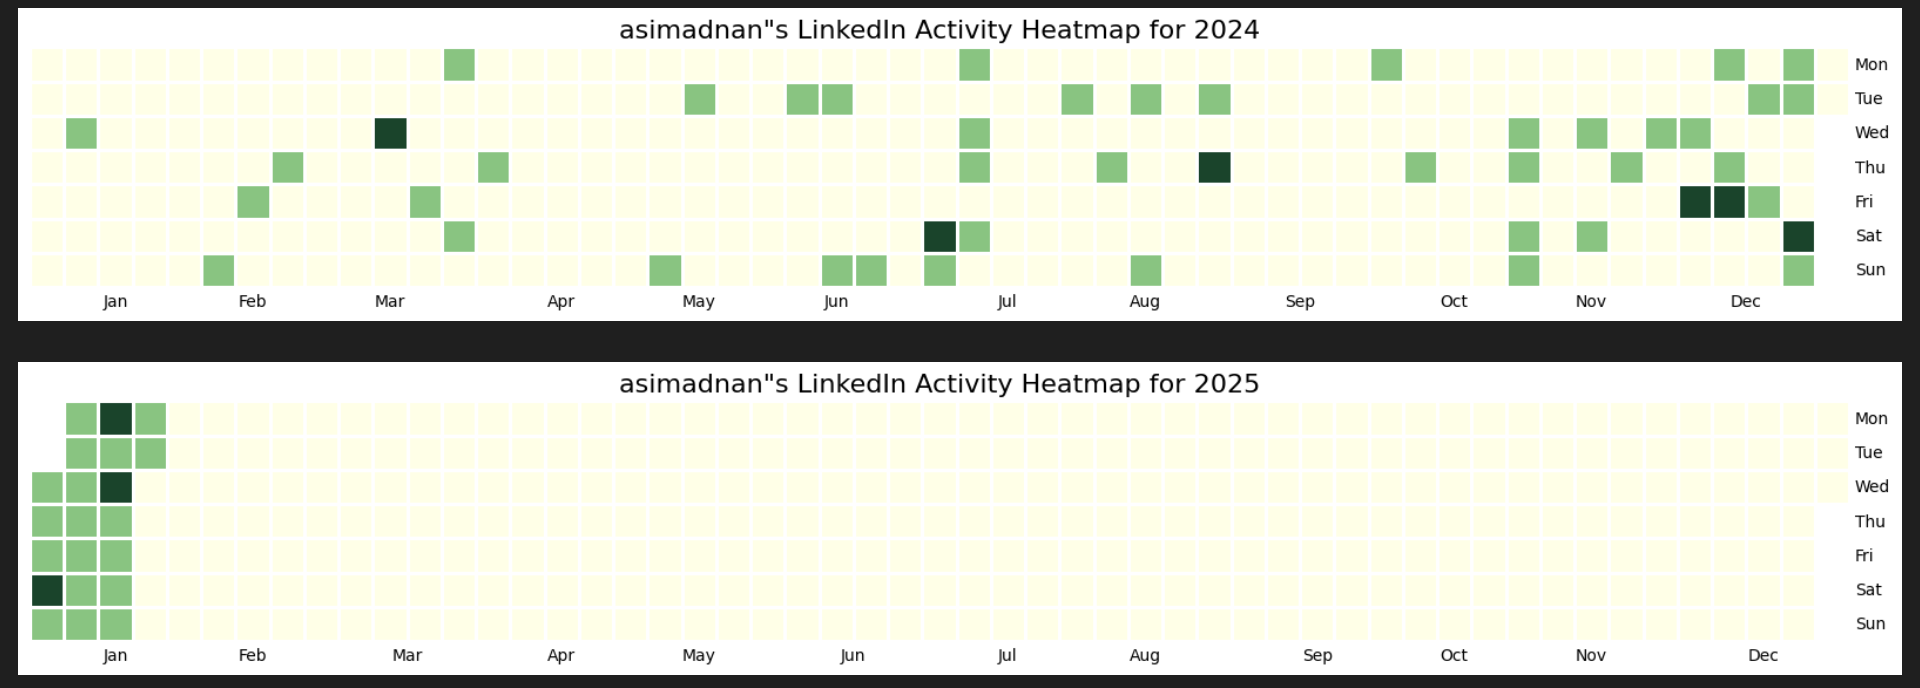 asimadnan"s LinkedIn Activity Heatmap for 2024
Mon
Tue
Wed
Thu
Fri
Sat
Sun
Jan Feb Mar Apr May Jun Jul Aug Sep Oct Nov Dec
asimadnan"s LinkedIn Activity Heatmap for 2025
Mon
Tue
Wed
Thu
Fri
Sat
Sun
Jan Feb Mar Apr May Jun Jul Aug Sep Oct Nov Dec